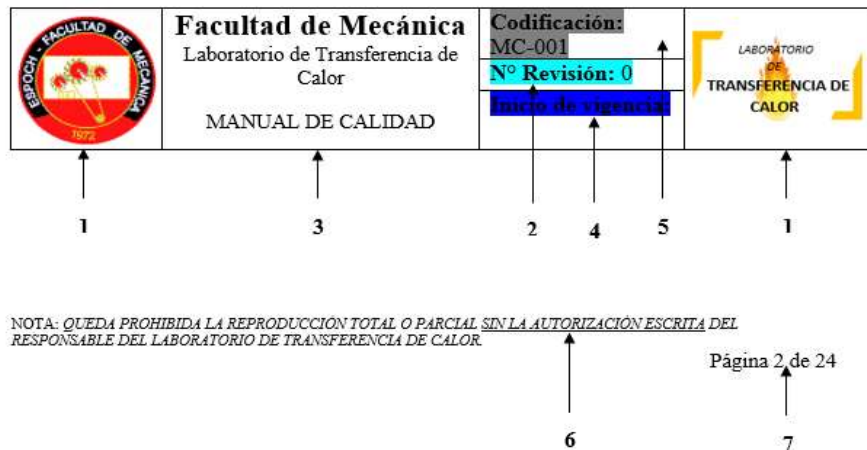 ESPOCH - FACULTAD DE MECÁNICA
1972
Facultad de Mecánica
Laboratorio de Transferencia de
Calor
MANUAL DE CALIDAD
Codificación:
MC-001
N° Revisión: 0
Inicio de vigencia:
LABORATORIO
DE
TRANSFERENCIA DE
CALOR
1
3
2
4
5
1
NOTA: QUEDA PROHIBIDA LA REPRODUCCIÓN TOTAL O PARCIAL SIN LA AUTORIZACIÓN ESCRITA DEL
RESPONSABLE DEL LABORATORIO DE TRANSFERENCIA DE CALOR.
Página 2 de 24
6
7